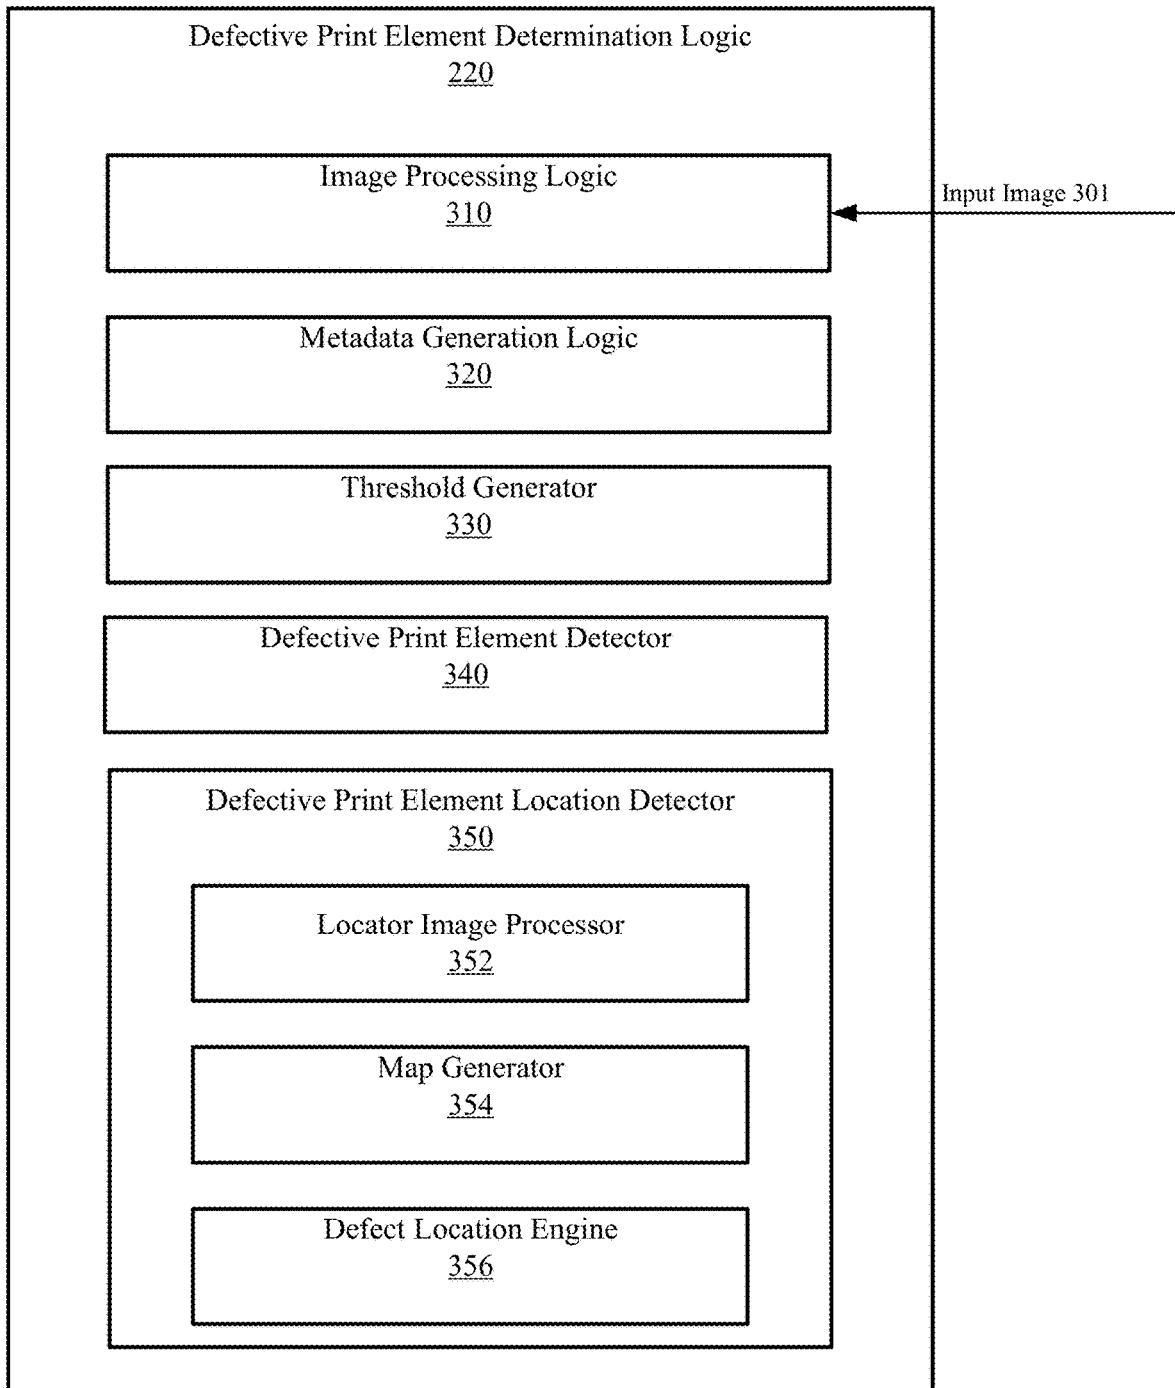 Defective Print Element Determination Logic
220
Image Processing Logic
310
Input Image 301
Metadata Generation Logic
320
Threshold Generator
330
Defective Print Element Detector
340
Defective Print Element Location Detector
350
Locator Image Processor
352
Map Generator
354
Defect Location Engine
356